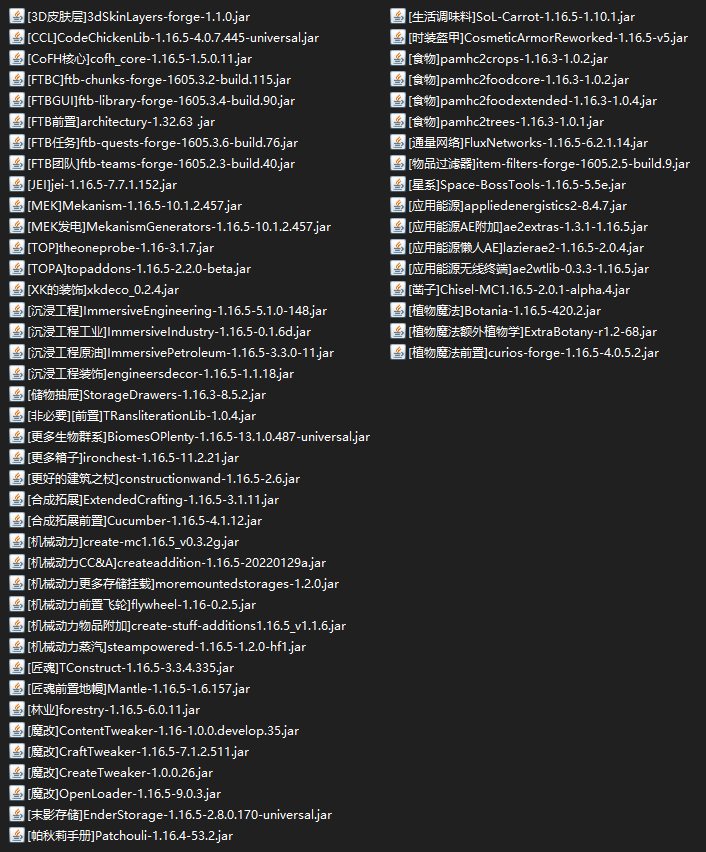 [3D皮肤层]3dSkinLayers-forge-1.1.0.jar
[CCL]CodeChickenLib-1.16.5-4.0.7.445-universal.jar
[CoFH核心]cofh_core-1.16.5-1.5.0.11.jar
[FTBC]ftb-chunks-forge-1605.3.2-build.115.jar
[FTBGUI]ftb-library-forge-1605.3.4-build.90.jar
[FTB前置]architectury-1.32.63 .jar
[FTB任务]ftb-quests-forge-1605.3.6-build.76.jar
[FTB团队]ftb-teams-forge-1605.2.3-build.40.jar
[JEI]jei-1.16.5-7.7.1.152.jar
[MEK]Mekanism-1.16.5-10.1.2.457.jar
[MEK发电]MekanismGenerators-1.16.5-10.1.2.457.jar
[TOP]theoneprobe-1.16-3.1.7.jar
[TOPA]topaddons-1.16.5-2.2.0-beta.jar
[XK的装饰]xkdeco_0.2.4.jar
[沉浸工程]ImmersiveEngineering-1.16.5-5.1.0-148.jar
[沉浸工程工业]ImmersiveIndustry-1.16.5-0.1.6d.jar
[沉浸工程原油]ImmersivePetroleum-1.16.5-3.3.0-11.jar
[沉浸工程装饰]engineersdecor-1.16.5-1.1.18.jar
[储物抽屉]StorageDrawers-1.16.3-8.5.2.jar
[非必要][前置]TRansliterationLib-1.0.4.jar
[更多生物群系]BiomesOPlenty-1.16.5-13.1.0.487-universal.jar
[更多箱子]ironchest-1.16.5-11.2.21.jar
[更好的建筑之杖]constructionwand-1.16.5-2.6.jar
[合成拓展]ExtendedCrafting-1.16.5-3.1.11.jar
[合成拓展前置]Cucumber-1.16.5-4.1.12.jar
[机械动力]create-mc1.16.5_v0.3.2g.jar
[机械动力CC&A]createaddition-1.16.5-20220129a.jar
[机械动力更多存储挂载]moremountedstorages-1.2.0.jar
[机械动力前置飞轮]flywheel-1.16-0.2.5.jar
[机械动力物品附加]create-stuff-additions1.16.5_v1.1.6.jar
[机械动力蒸汽]steampowered-1.16.5-1.2.0-hf1.jar
[匠魂]TConstruct-1.16.5-3.3.4.335.jar
[匠魂前置地幔]Mantle-1.16.5-1.6.157.jar
[林业]forestry-1.16.5-6.0.11.jar
[魔改]ContentTweaker-1.16-1.0.0.develop.35.jar
[魔改]CraftTweaker-1.16.5-7.1.2.511.jar
[魔改]CreateTweaker-1.0.0.26.jar
[魔改]OpenLoader-1.16.5-9.0.3.jar
[末影存储]EnderStorage-1.16.5-2.8.0.170-universal.jar
[帕秋莉手册]Patchouli-1.16.4-53.2.jar
[生活调味料]SoL-Carrot-1.16.5-1.10.1.jar
[时装盔甲]CosmeticArmorReworked-1.16.5-v5.jar
[食物]pamhc2crops-1.16.3-1.0.2.jar
[食物]pamhc2foodcore-1.16.3-1.0.2.jar
[食物]pamhc2foodextended-1.16.3-1.0.4.jar
[食物]pamhc2trees-1.16.3-1.0.1.jar
[通量网络]FluxNetworks-1.16.5-6.2.1.14.jar
[物品过滤器]item-filters-forge-1605.2.5-build.9.jar
[星系]Space-BossTools-1.16.5-5.5e.jar
[应用能源]appliedenergistics2-8.4.7.jar
[应用能源AE附加]ae2extras-1.3.1-1.16.5.jar
[应用能源懒人AE]lazierae2-1.16.5-2.0.4.jar
[应用能源无线终端]ae2wtlib-0.3.3-1.16.5.jar
[凿子]Chisel-MC1.16.5-2.0.1-alpha.4.jar
[植物魔法]Botania-1.16.5-420.2.jar
[植物魔法额外植物学]ExtraBotany-r1.2-68.jar
[植物魔法前置]curios-forge-1.16.5-4.0.5.2.jar